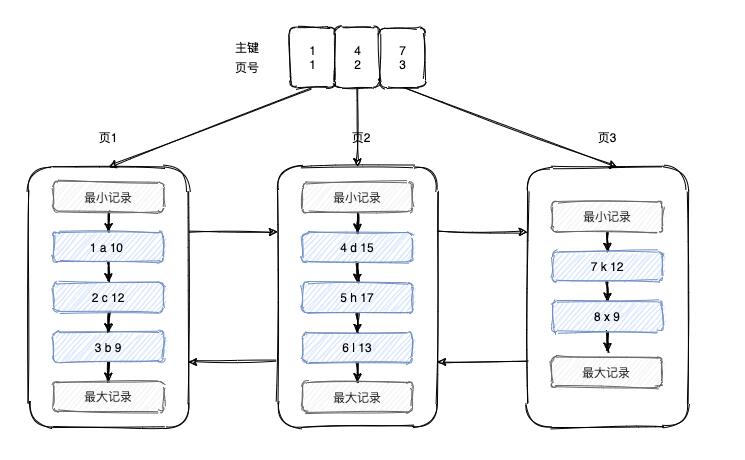 主键 1 4 7
页号 1 2 3
页1 页2 页3
最小记录 最小记录
最小记录
1 a 10 4 d 15
7 k 12
2 c 12 5 h 17
8 x 9
3 b 9 6 l 13
最大记录
最大记录 最大记录